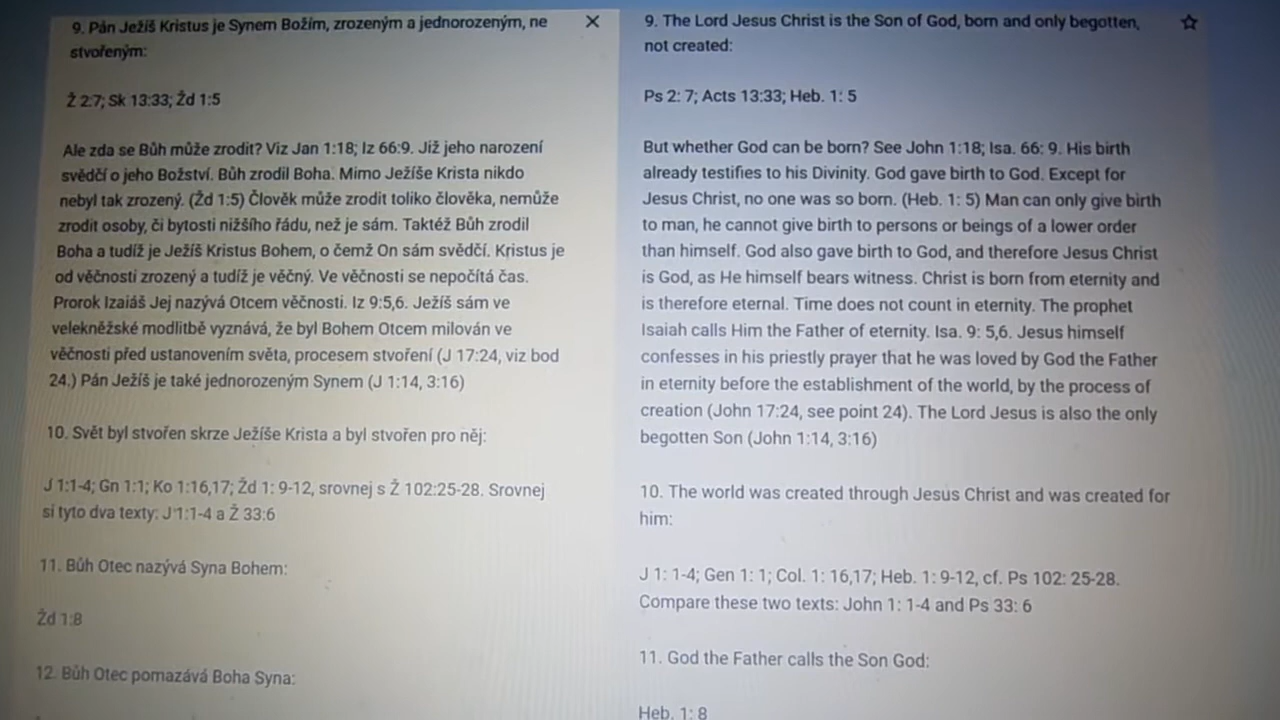 9. Pán Ježíš Kristus je Synem Božím, zrozeným a jednorozeným, ne
stvořeným:
Ž 2:7; Sk 13:33; Žd 1:5
Ale zda se Bůh může zrodit? Viz Jan 1:18; Iz 66:9. Již jeho narození
svědčí o jeho Božství. Bůh zrodil Boha. Mimo Ježíše Krista nikdo
nebyl tak zrozený. (Žd 1:5) Člověk může zrodit toliko člověka, nemůže
zrodit osoby, či bytosti nižšího řádu, než je sám. Taktéž Bůh zrodil
Boha a tudíž je Ježíš Kristus Bohem, o čemž On sám svědčí. Kristus je
od věčnosti zrozený a tudíž je věčný. Ve věčnosti se nepočítá čas.
Prorok Izaiáš Jej nazývá Otcem věčnosti. Iz 9:5,6. Ježíš sám ve
velekněžské modlitbě vyznává, že byl Bohem Otcem milován ve
věčnosti před ustanovením světa, procesem stvoření (J 17:24, viz bod
24.) Pán Ježíš je také jednorozeným Synem (J 1:14, 3:16)
10. Svět byl stvořen skrze Ježíše Krista a byl stvořen pro něj:
J 1:1-4; Gn 1:1; Ko 1:16,17; Žd 1: 9-12, srovnej s Ž 102:25-28. Srovnej
si tyto dva texty: J 1:1-4 a Ž 33:6
11. Bůh Otec nazývá Syna Bohem:
Žd 1:8
12. Bůh Otec pomazává Boha Syna:
9. The Lord Jesus Christ is the Son of God, born and only begotten,
not created:
Ps 2: 7; Acts 13:33; Heb. 1: 5
But whether God can be born? See John 1:18; Isa. 66: 9. His birth
already testifies to his Divinity. God gave birth to God. Except for
Jesus Christ, no one was so born. (Heb. 1: 5) Man can only give birth
to man, he cannot give birth to persons or beings of a lower order
than himself. God also gave birth to God, and therefore Jesus Christ
is God, as He himself bears witness. Christ is born from eternity and
is therefore eternal. Time does not count in eternity. The prophet
Isaiah calls Him the Father of eternity. Isa. 9: 5,6. Jesus himself
confesses in his priestly prayer that he was loved by God the Father
in eternity before the establishment of the world, by the process of
creation (John 17:24, see point 24). The Lord Jesus is also the only
begotten Son (John 1:14, 3:16)
10. The world was created through Jesus Christ and was created for
him:
J 1: 1-4; Gen 1: 1; Col. 1: 16,17; Heb. 1: 9-12, cf. Ps 102: 25-28.
Compare these two texts: John 1: 1-4 and Ps 33: 6
11. God the Father calls the Son God:
Heb. 1: 8